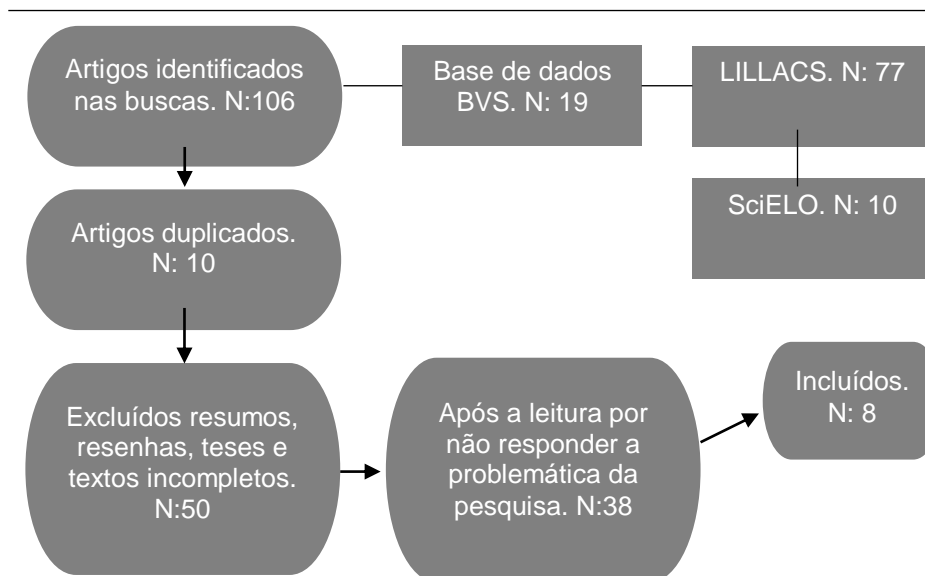 Artigos identificados
nas buscas. N:106
Base de dados
BVS. N: 19
LILLACS. N: 77
SciELO. N: 10
Artigos duplicados.
N: 10
Excluídos resumos,
resenhas, teses e
textos incompletos.
N:50
Após a leitura por
não responder a
problemática da
pesquisa. N:38
Incluídos.
N: 8